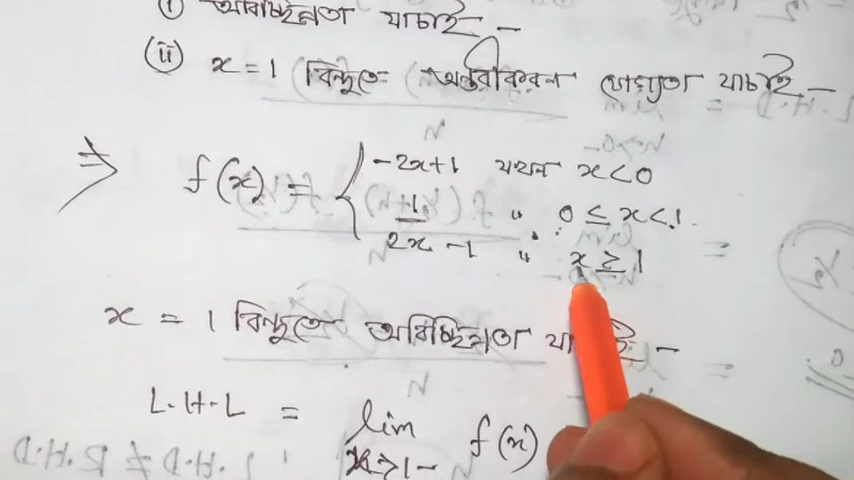 (i) অবিচ্ছিন্নতা যাচাই –
(ii) x = 1 বিন্দুতে অন্তরীকরন যোগ্যতা যাচাই –
⇒ f(x) = { -2x+1 যখন x<0
1 " 0 ≤ x<1
2x -1 " x ≥ 1
x = 1 বিন্দুতে অবিচ্ছিন্নতা –
L.H.L = lim f(x)
x→1-